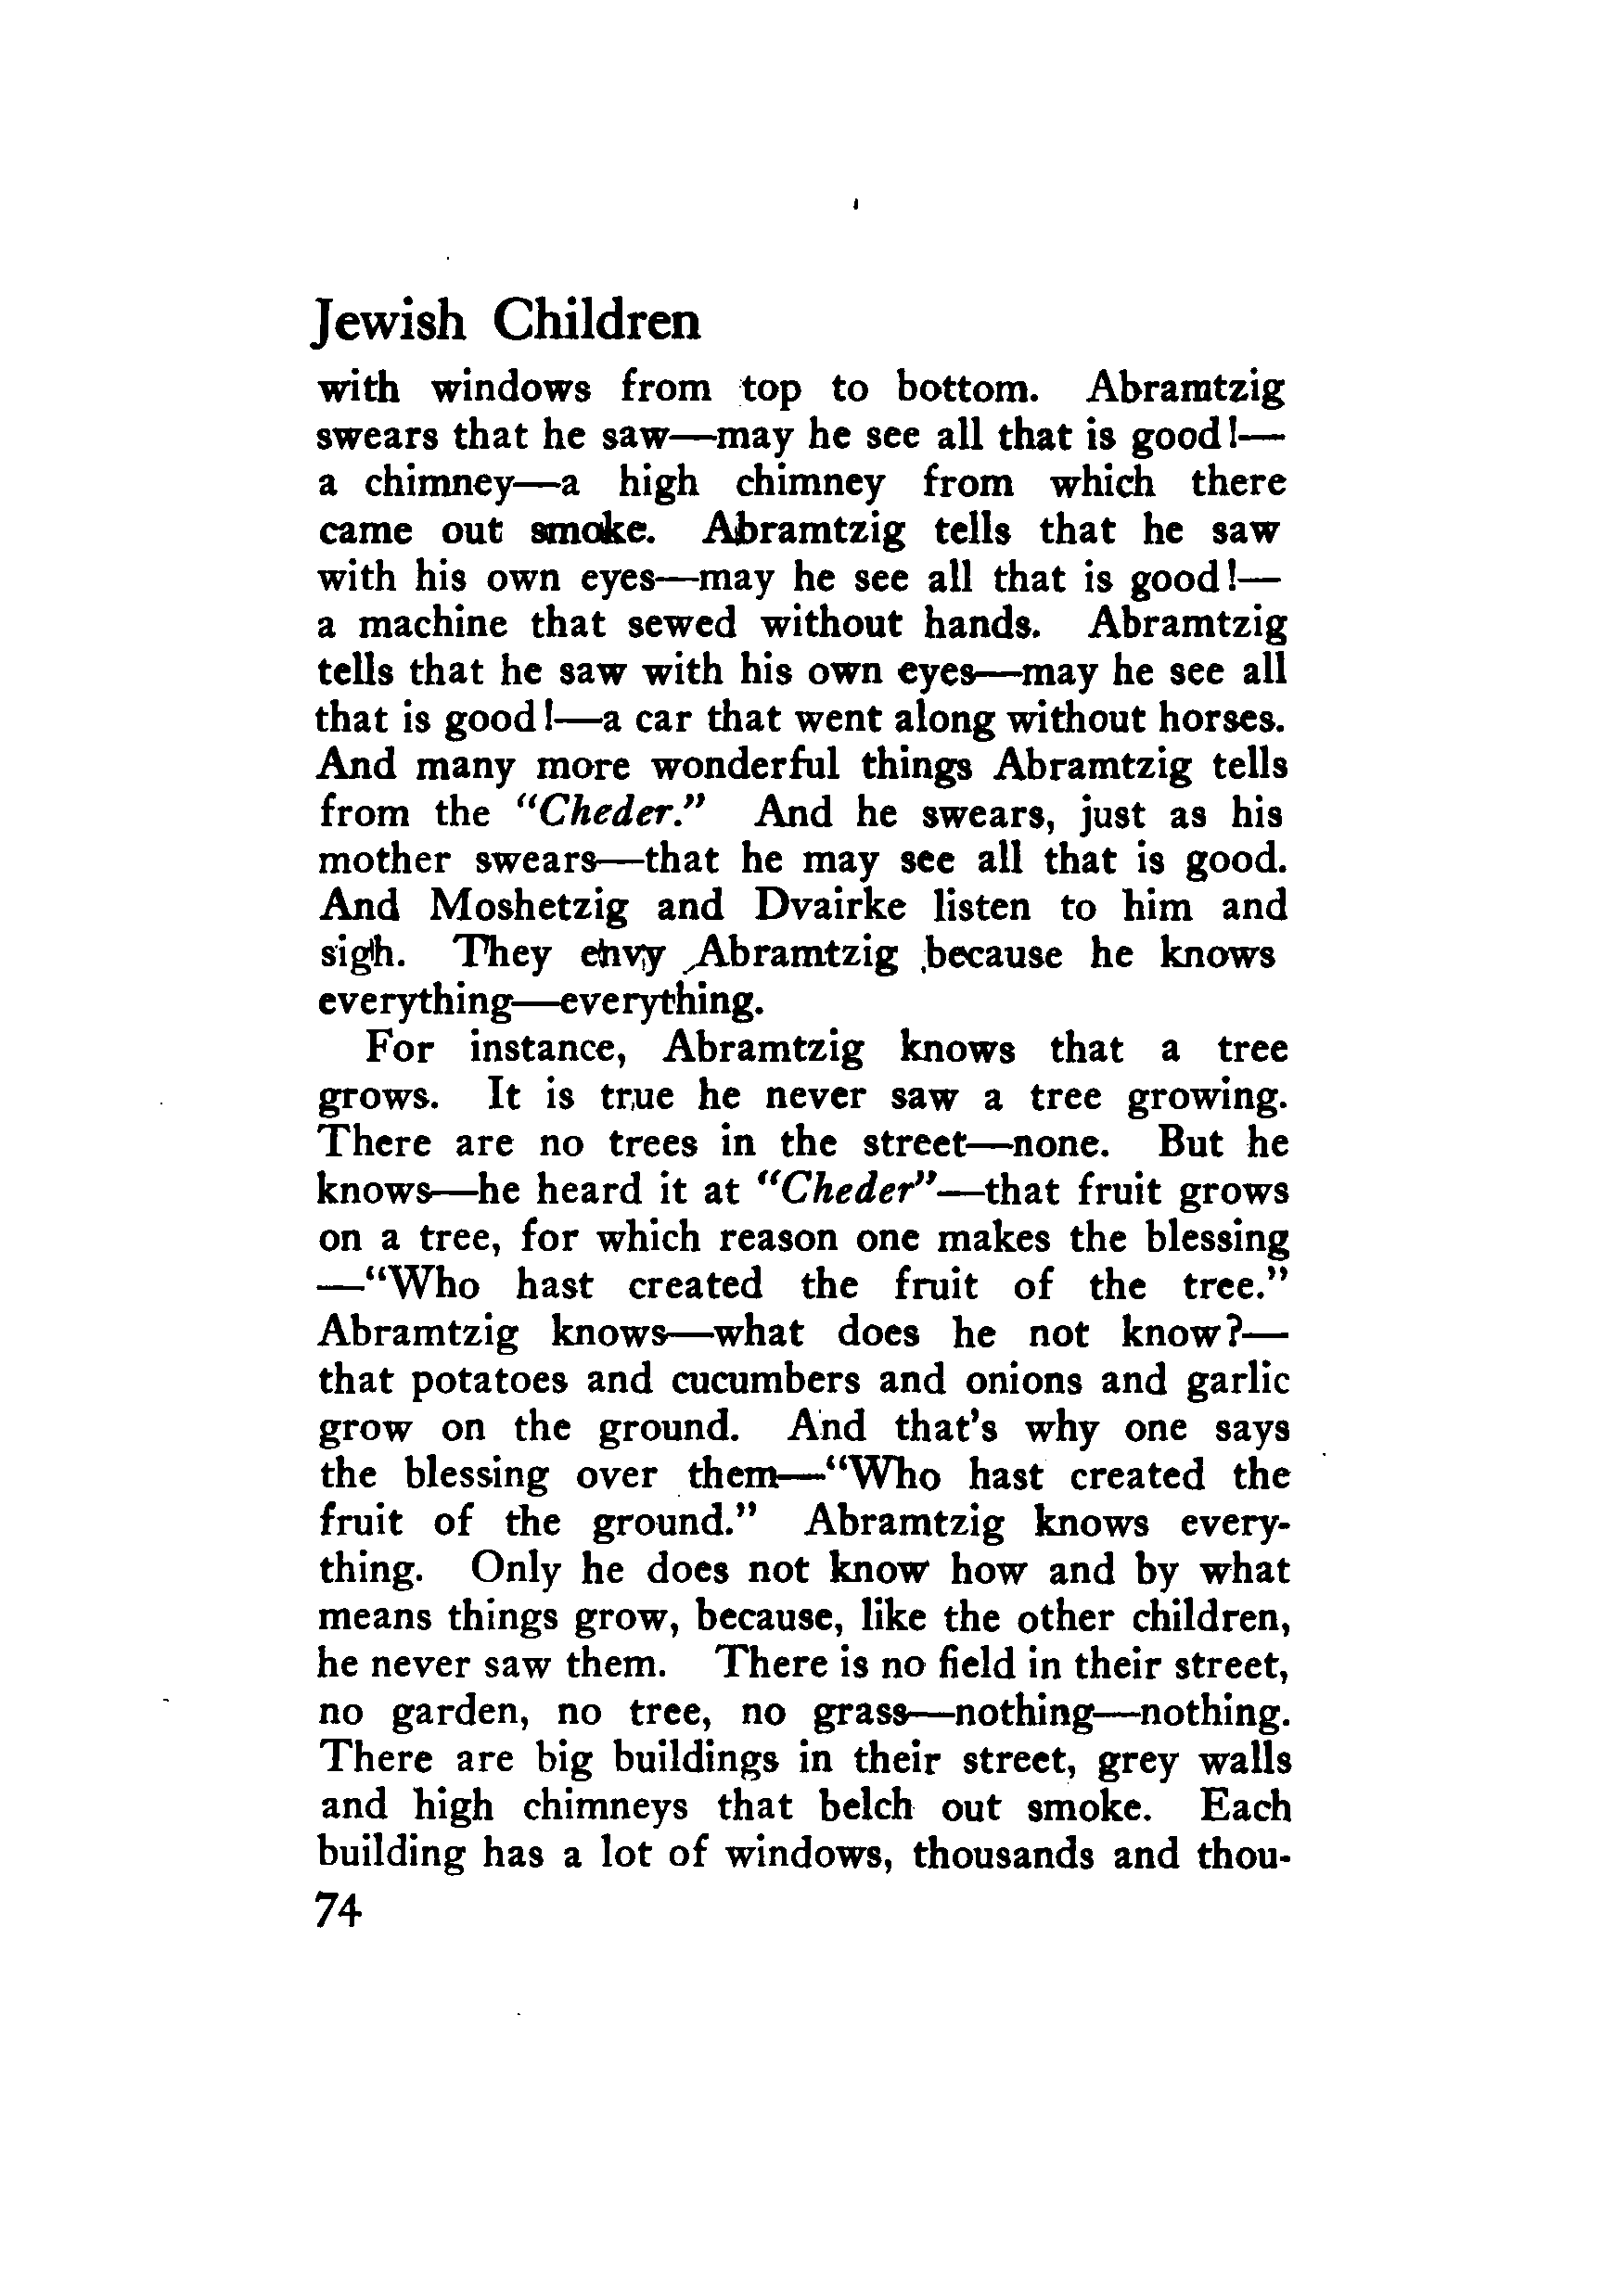 Jewish Children
with windows from top to bottom. Abramtzig
swears that he saw—may he see all that is good!—
a chimney—a high chimney from which there
came out smoke. Abramtzig tells that he saw
with his own eyes—may he see all that is good!—
a machine that sewed without hands. Abramtzig
tells that he saw with his own eyes—may he see all
that is good!—a car that went along without horses.
And many more wonderful things Abramtzig tells
from the "Cheder." And he swears, just as his
mother swears—that he may see all that is good.
And Moshetzig and Dvairke listen to him and
sigh. They envy Abramtzig because he knows
everything—everything.
For instance, Abramtzig knows that a tree
grows. It is true he never saw a tree growing.
There are no trees in the street—none. But he
knows—he heard it at "Cheder"—that fruit grows
on a tree, for which reason one makes the blessing
—"Who hast created the fruit of the tree."
Abramtzig knows—what does he not know?—
that potatoes and cucumbers and onions and garlic
grow on the ground. And that's why one says
the blessing over them—"Who hast created the
fruit of the ground." Abramtzig knows every-
thing. Only he does not know how and by what
means things grow, because, like the other children,
he never saw them. There is no field in their street,
no garden, no tree, no grass—nothing—nothing.
There are big buildings in their street, grey walls
and high chimneys that belch out smoke. Each
building has a lot of windows, thousands and thou-
74